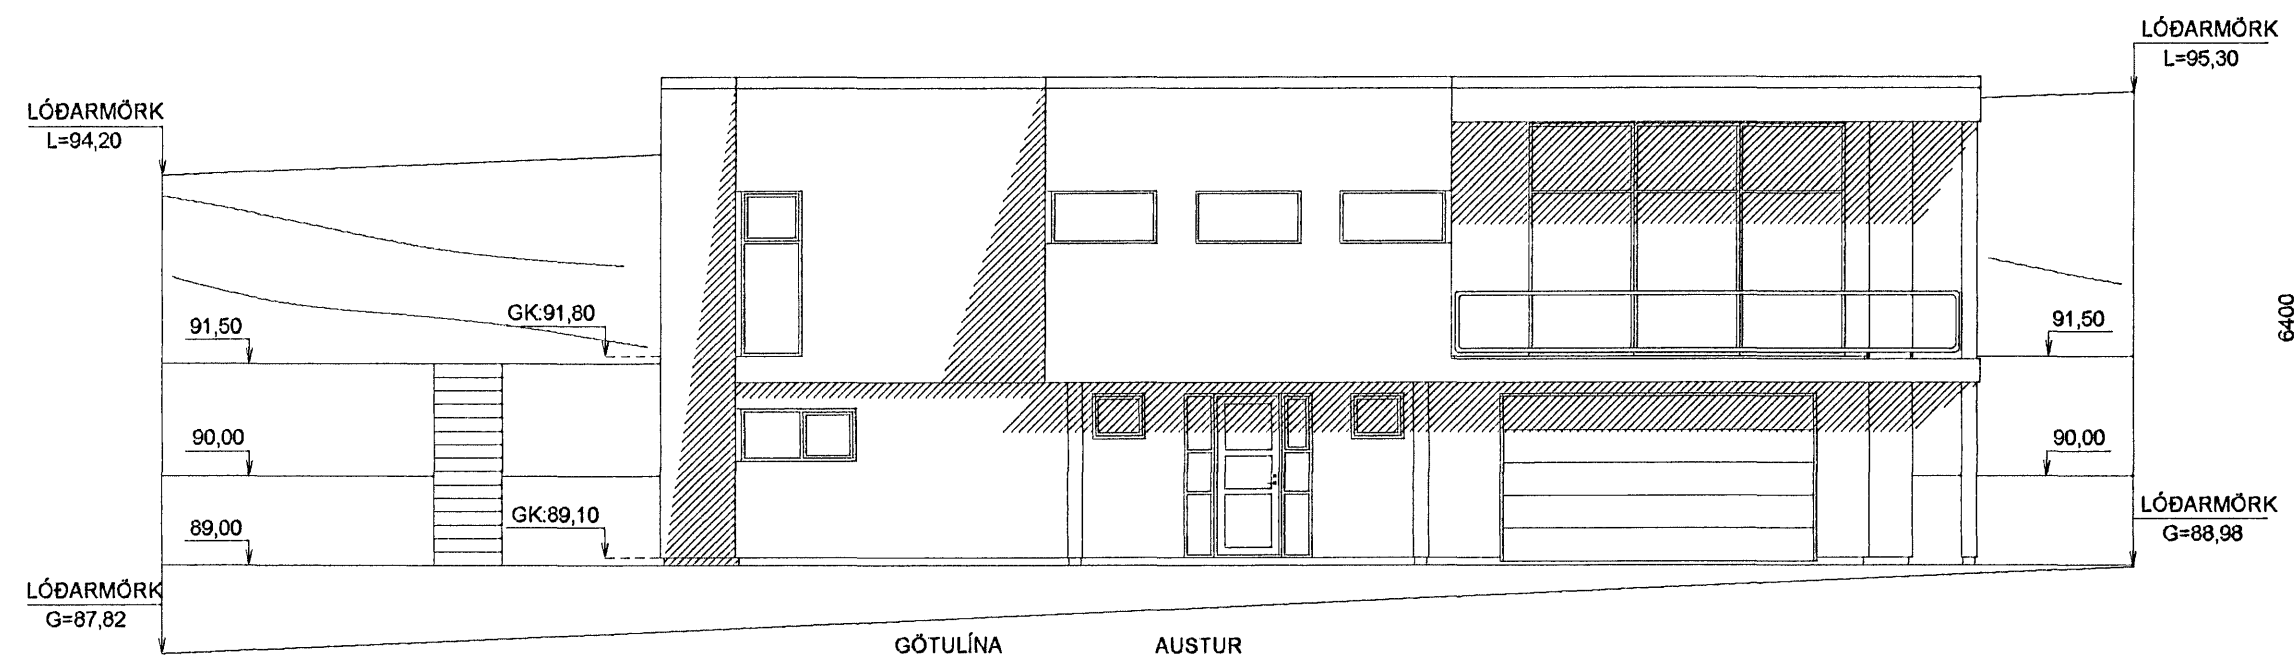 LÓÐARMÖRK
L=95,30
LÓÐARMÖRK
L=94,20
GK:91,80
91,50
91,50
6400
90,00
90,00
GK:89,10
89,00
LÓÐARMÖRK
G=88,98
LÓÐARMÖRK
G=87,82
GÖTULÍNA
AUSTUR